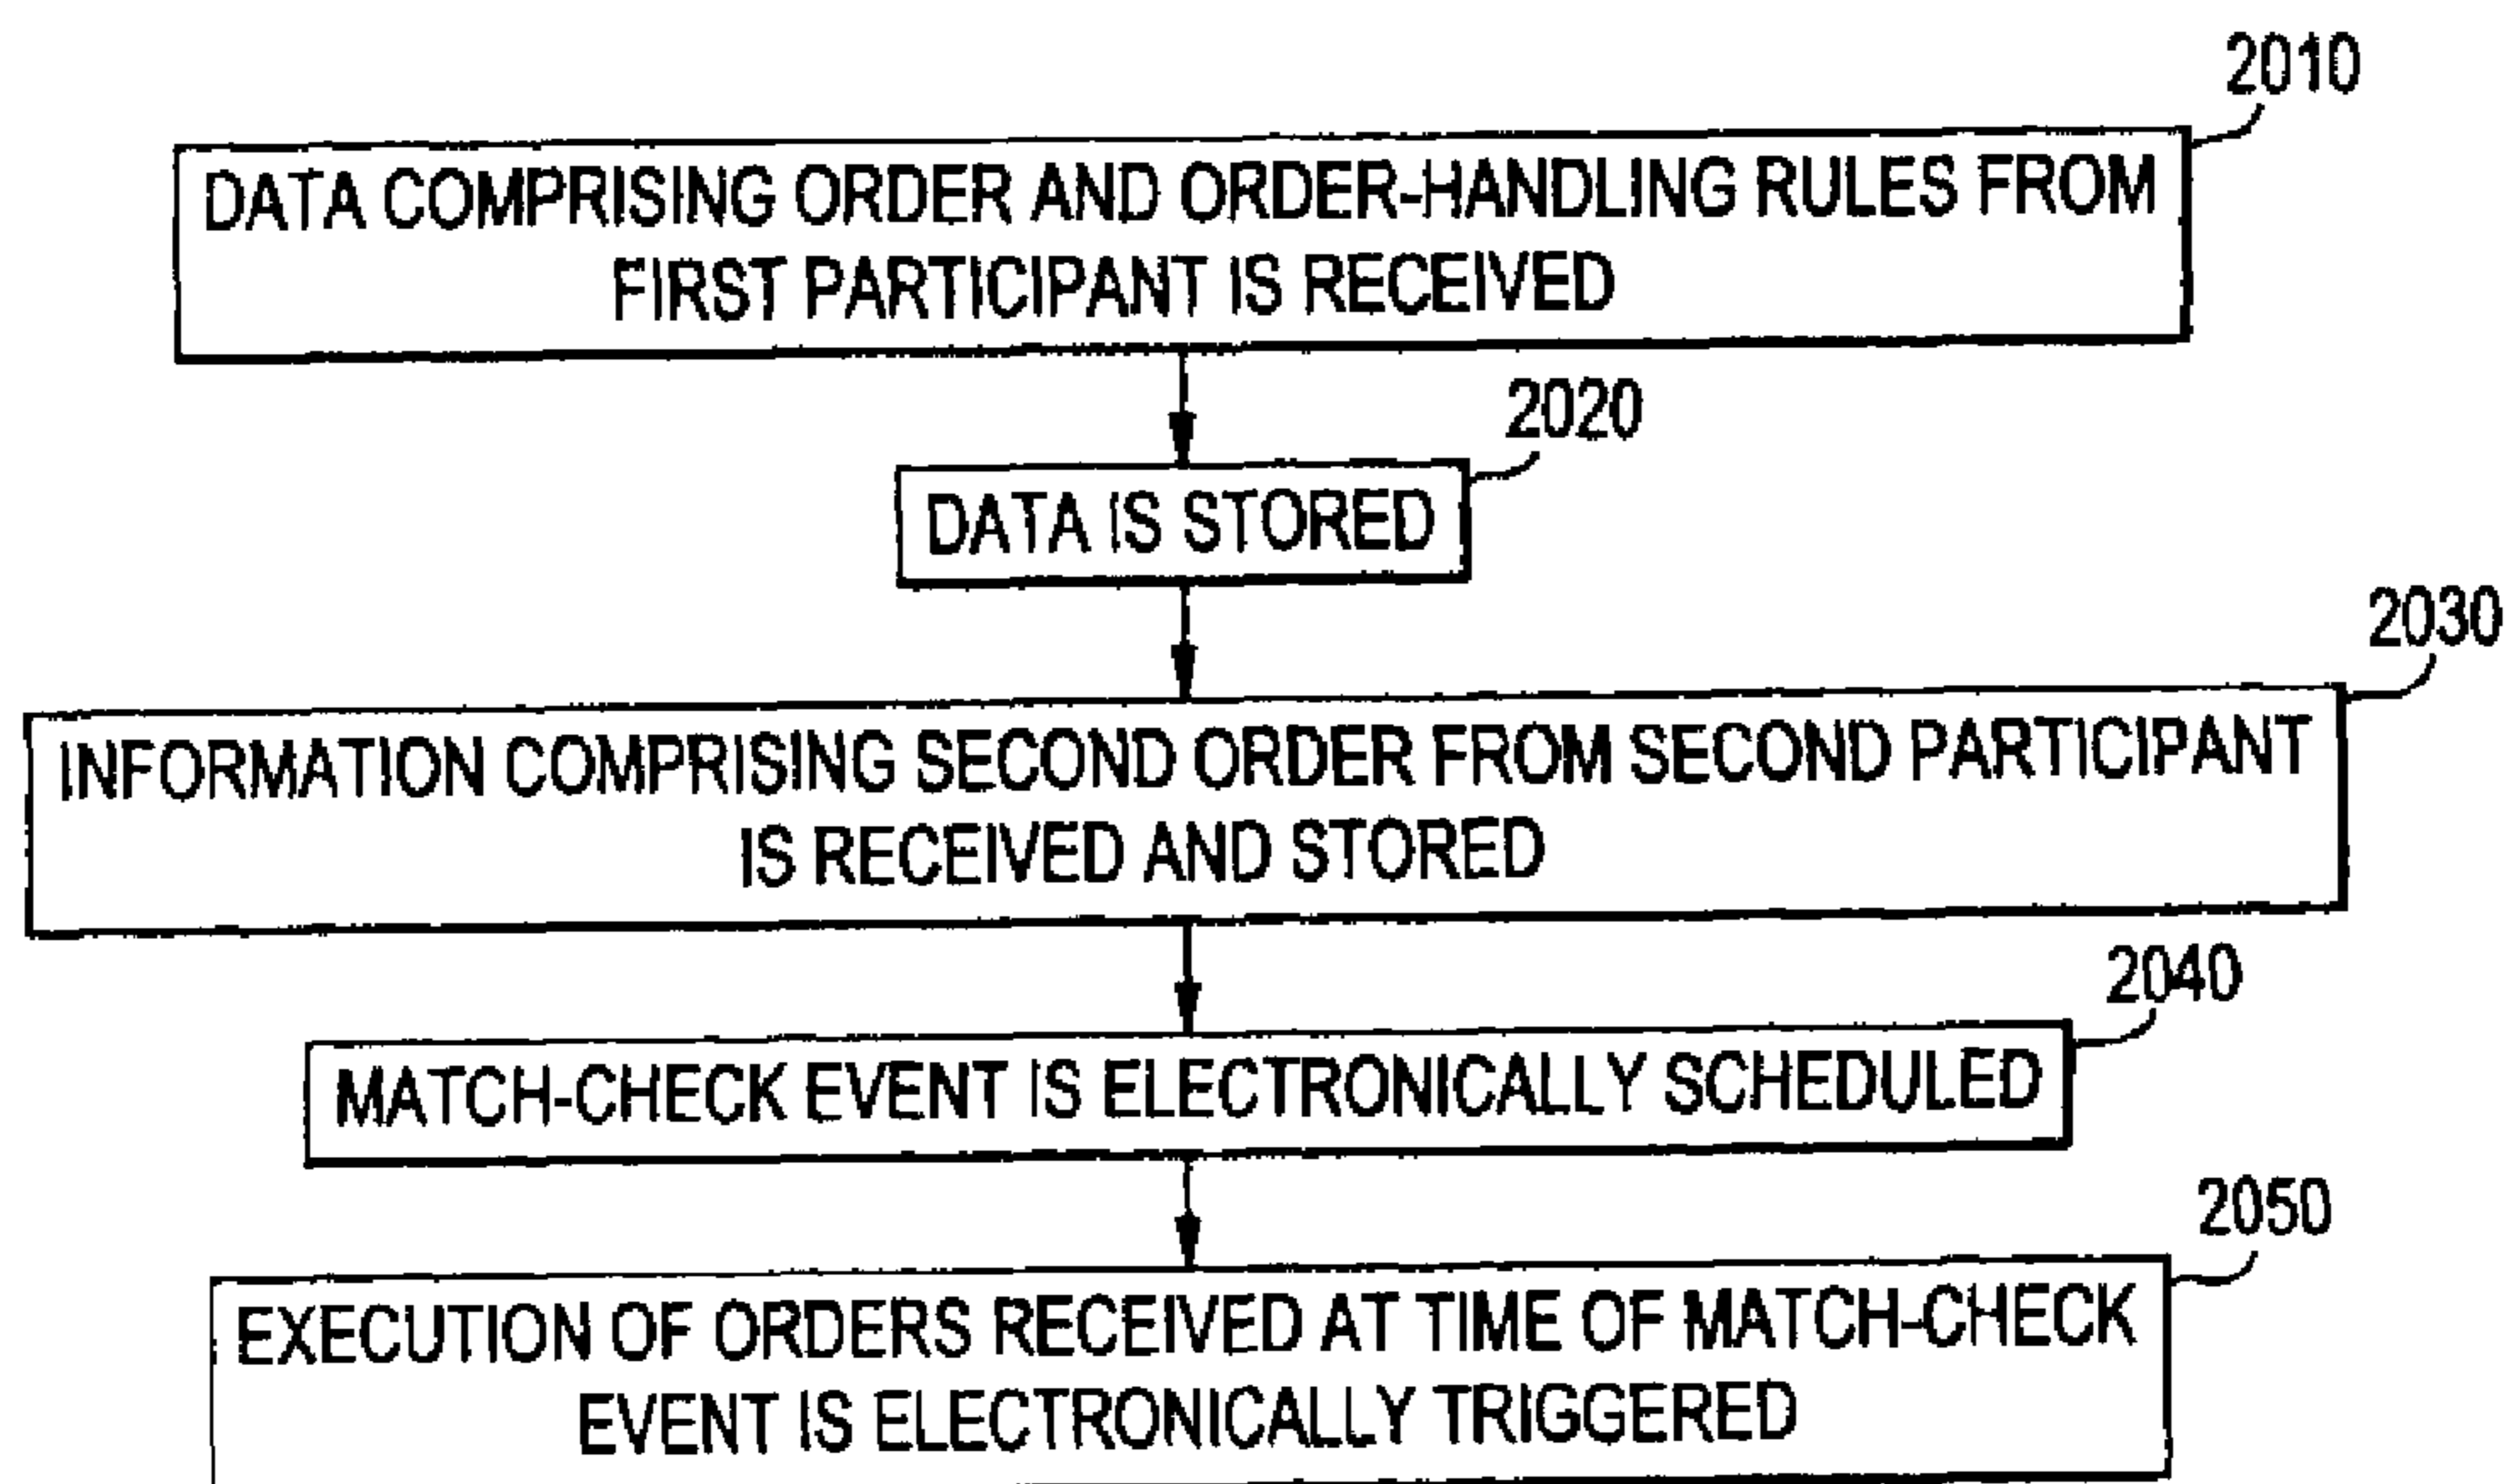 2010
DATA COMPRISING ORDER AND ORDER-HANDLING RULES FROM
FIRST PARTICIPANT IS RECEIVED
2020
DATA IS STORED
2030
INFORMATION COMPRISING SECOND ORDER FROM SECOND PARTICIPANT
IS RECEIVED AND STORED
2040
MATCH-CHECK EVENT IS ELECTRONICALLY SCHEDULED
2050
EXECUTION OF ORDERS RECEIVED AT TIME OF MATCH-CHECK
EVENT IS ELECTRONICALLY TRIGGERED